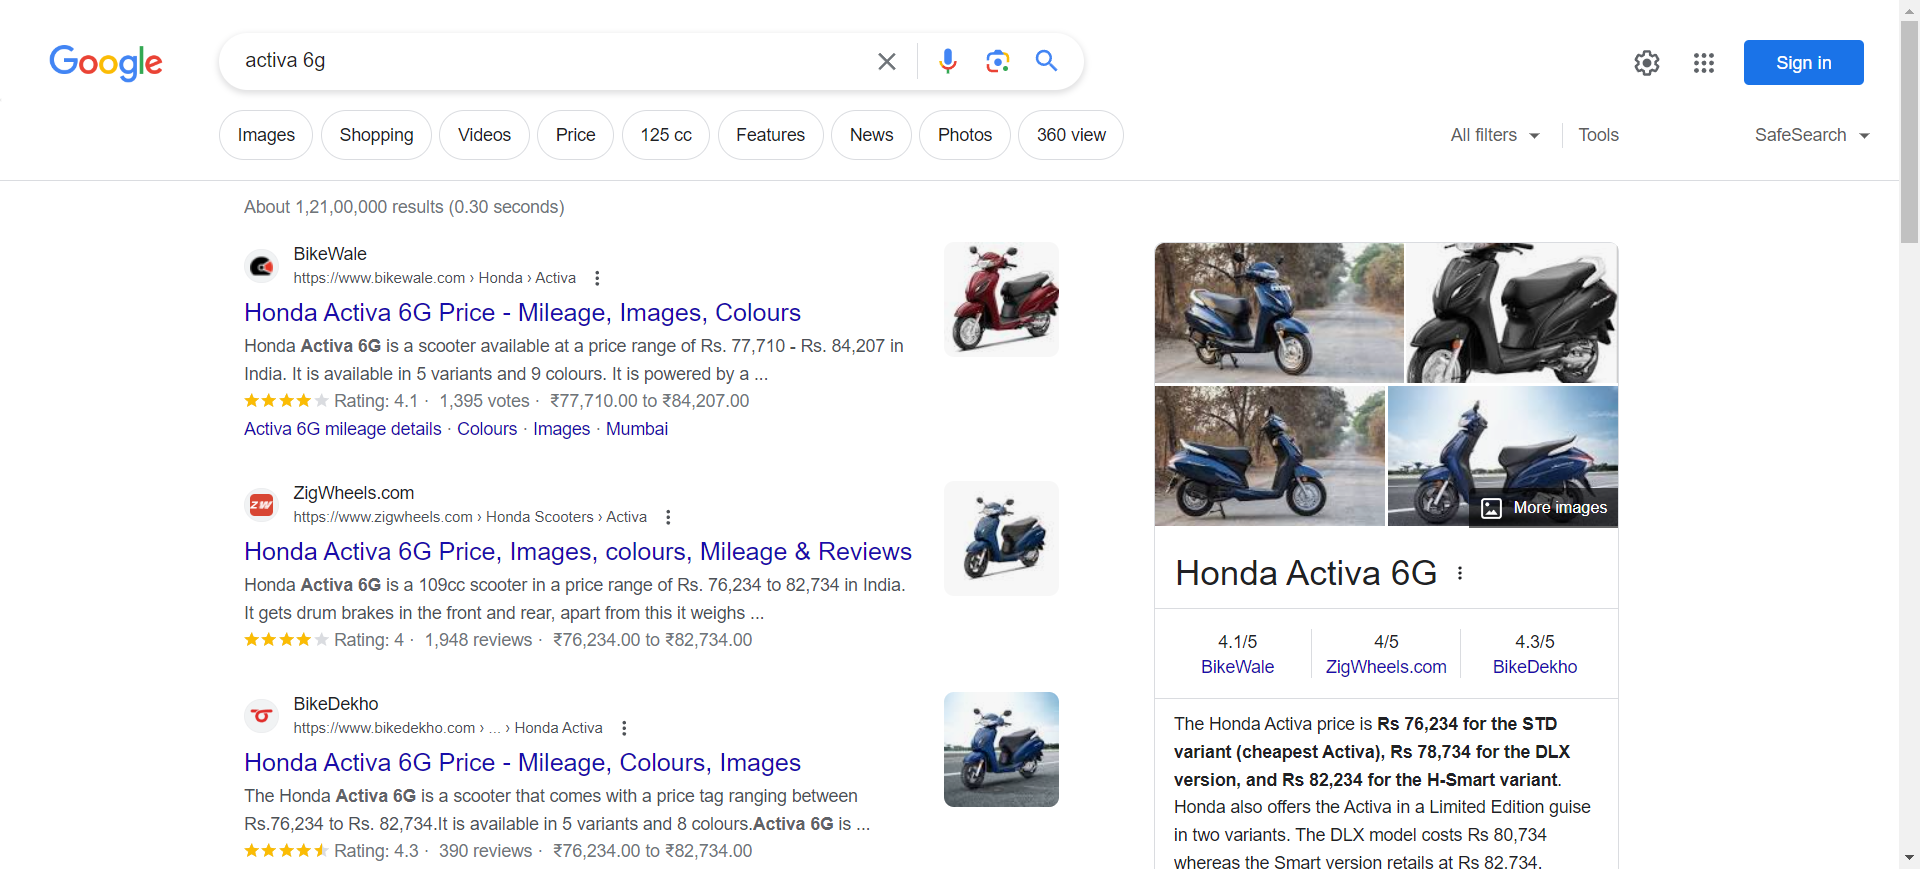 Google
activa 6g
Sign in
Images
Shopping
Videos
Price
125 cc
Features
News
Photos
360 view
All filters
Tools
SafeSearch
About 1,21,00,000 results (0.30 seconds)
BikeWale
https://www.bikewale.com › Honda › Activa
Honda Activa 6G Price - Mileage, Images, Colours
Honda Activa 6G is a scooter available at a price range of Rs. 77,710 - Rs. 84,207 in
India. It is available in 5 variants and 9 colours. It is powered by a ...
Rating: 4.1 · 1,395 votes · ₹77,710.00 to ₹84,207.00
Activa 6G mileage details · Colours · Images · Mumbai
ZW
ZigWheels.com
https://www.zigwheels.com › Honda Scooters › Activa
Honda Activa 6G Price, Images, colours, Mileage & Reviews
Honda Activa 6G is a 109cc scooter in a price range of Rs. 76,234 to 82,734 in India.
It gets drum brakes in the front and rear, apart from this it weighs ...
Rating: 4 · 1,948 reviews · ₹76,234.00 to ₹82,734.00
BikeDekho
https://www.bikedekho.com › ... › Honda Activa
Honda Activa 6G Price - Mileage, Colours, Images
The Honda Activa 6G is a scooter that comes with a price tag ranging between
Rs.76,234 to Rs. 82,734.It is available in 5 variants and 8 colours.Activa 6G is ...
Rating: 4.3 · 390 reviews · ₹76,234.00 to ₹82,734.00
More images
Honda Activa 6G
4.1/5
BikeWale
4/5
ZigWheels.com
4.3/5
BikeDekho
The Honda Activa price is Rs 76,234 for the STD
variant (cheapest Activa), Rs 78,734 for the DLX
version, and Rs 82,234 for the H-Smart variant.
Honda also offers the Activa in a Limited Edition guise
in two variants. The DLX model costs Rs 80,734
whereas the Smart version retails at Rs 82,734.